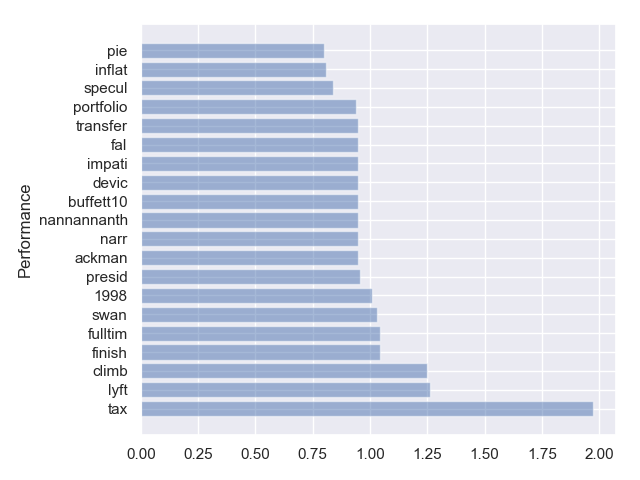 pie
inflat
specul
portfolio
transfer
fal
impati
devic
buffett10
nannannanth
narr
ackman
presid
1998
swan
fulltim
finish
climb
lyft
tax
Performance
0.00 0.25 0.50 0.75 1.00 1.25 1.50 1.75 2.00